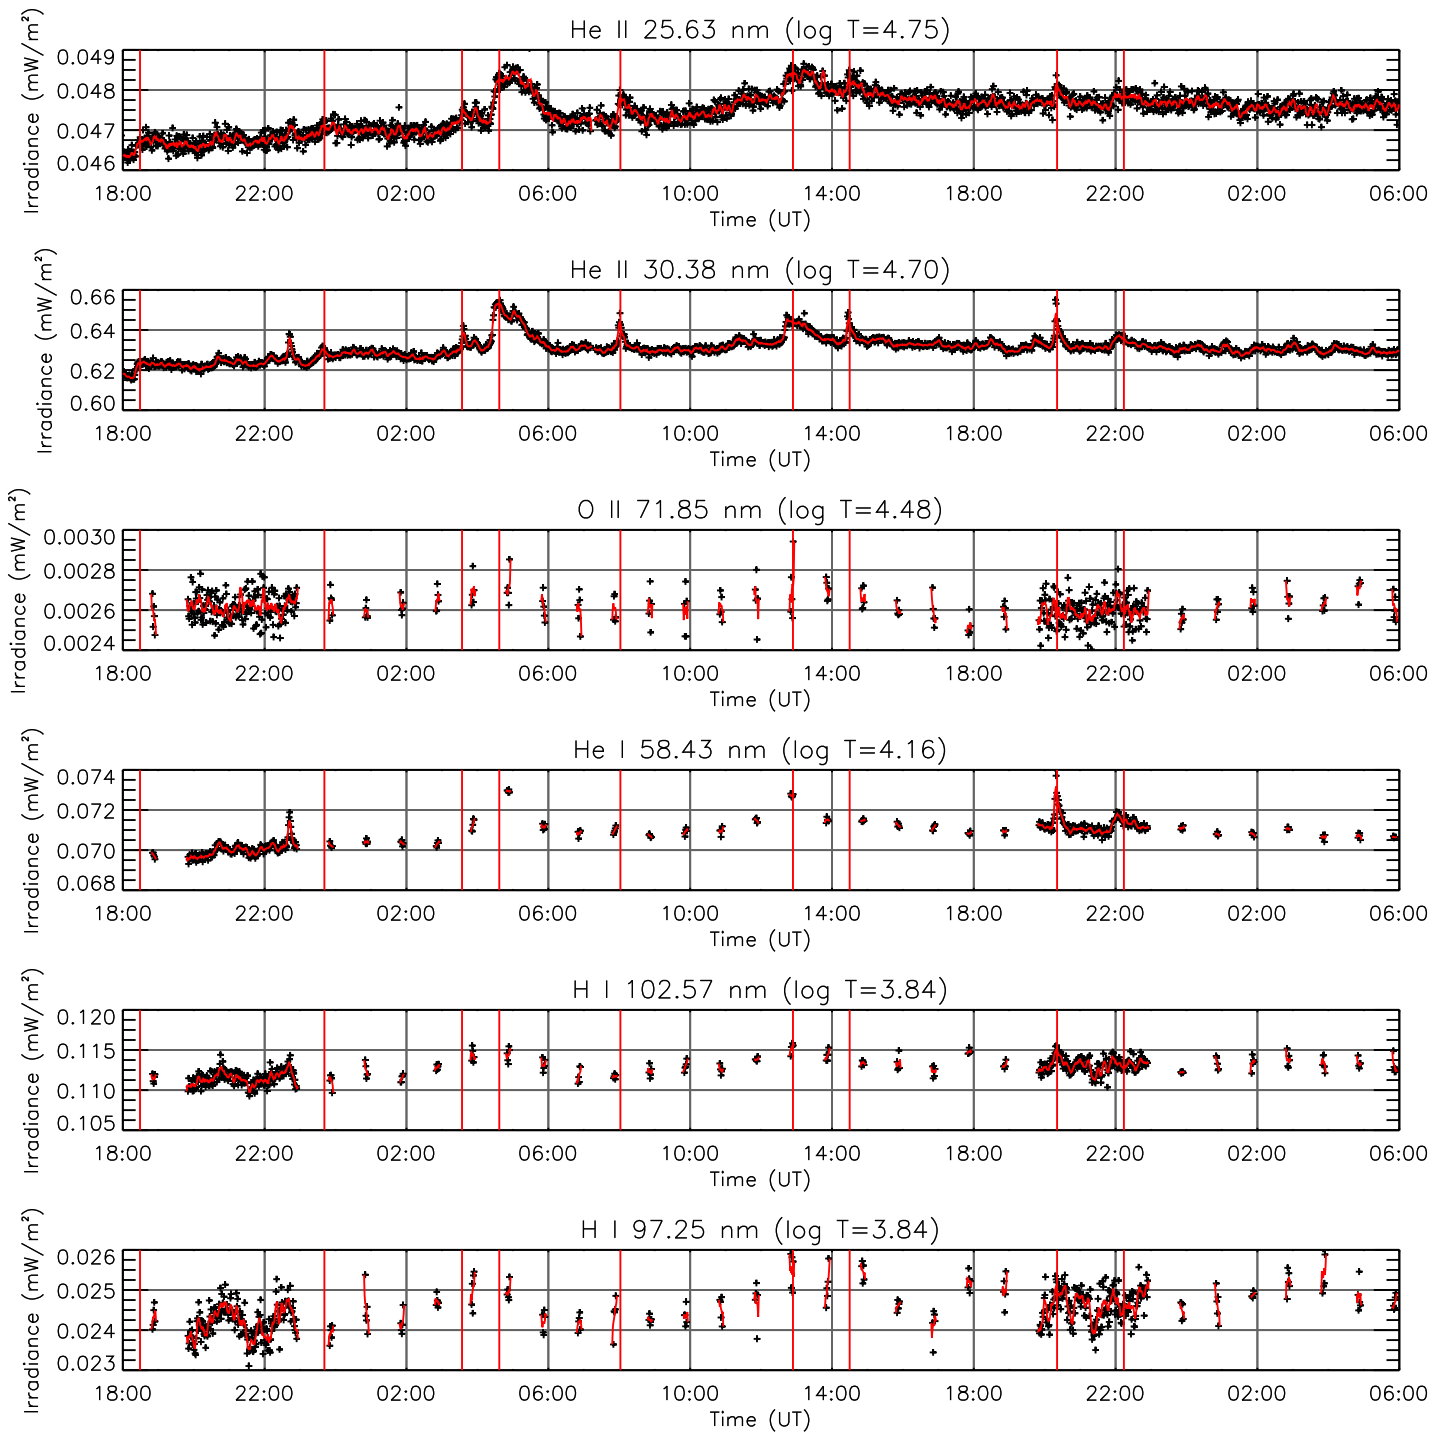 He II 25.63 nm (log T=4.75)
Irradiance (mW/m²)
0.049
0.048
0.047
0.046
18:00 22:00 02:00 06:00 10:00 14:00 18:00 22:00 02:00 06:00
Time (UT)
He II 30.38 nm (log T=4.70)
Irradiance (mW/m²)
0.66
0.64
0.62
0.60
18:00 22:00 02:00 06:00 10:00 14:00 18:00 22:00 02:00 06:00
Time (UT)
O II 71.85 nm (log T=4.48)
Irradiance (mW/m²)
0.0030
0.0028
0.0026
0.0024
18:00 22:00 02:00 06:00 10:00 14:00 18:00 22:00 02:00 06:00
Time (UT)
He I 58.43 nm (log T=4.16)
Irradiance (mW/m²)
0.074
0.072
0.070
0.068
18:00 22:00 02:00 06:00 10:00 14:00 18:00 22:00 02:00 06:00
Time (UT)
H I 102.57 nm (log T=3.84)
Irradiance (mW/m²)
0.120
0.115
0.110
0.105
18:00 22:00 02:00 06:00 10:00 14:00 18:00 22:00 02:00 06:00
Time (UT)
H I 97.25 nm (log T=3.84)
Irradiance (mW/m²)
0.026
0.025
0.024
0.023
18:00 22:00 02:00 06:00 10:00 14:00 18:00 22:00 02:00 06:00
Time (UT)